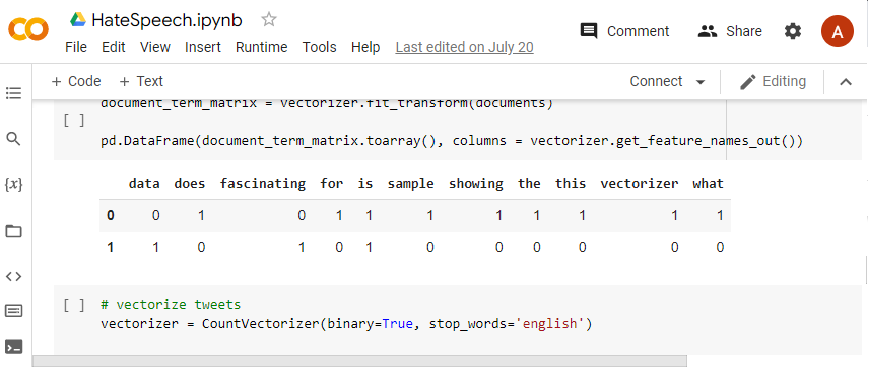 HateSpeech.ipynb
File Edit View Insert Runtime Tools Help Last edited on July 20
Comment Share A
+ Code + Text Connect Editing
document_term_matrix = vectorizer.fit_transform(documents)
[ ]
pd.DataFrame(document_term_matrix.toarray(), columns = vectorizer.get_feature_names_out())
data does fascinating for is sample showing the this vectorizer what
0 0 1 0 1 1 1 1 1 1 1 1
1 1 0 1 0 1 0 0 0 0 0 0
[ ] # vectorize tweets
vectorizer = CountVectorizer(binary=True, stop_words='english')
{x}